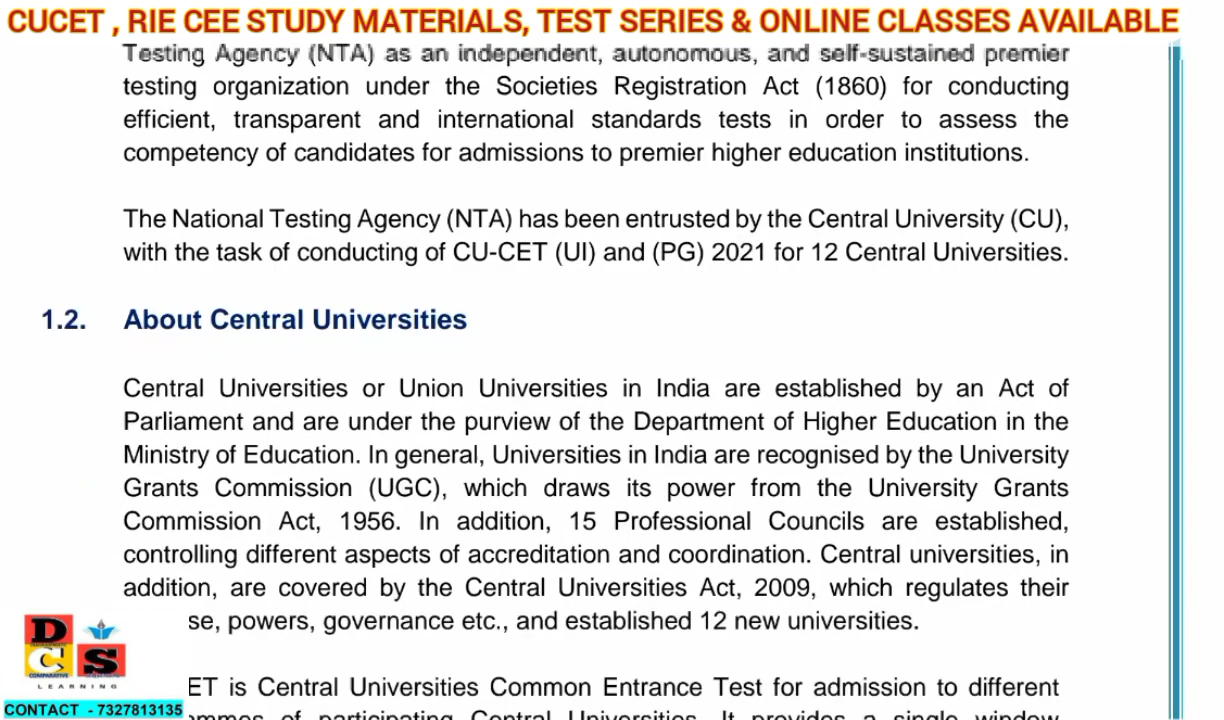 CUCET , RIE CEE STUDY MATERIALS, TEST SERIES & ONLINE CLASSES AVAILABLE
Testing Agency (NTA) as an independent, autonomous, and self-sustained premier
testing organization under the Societies Registration Act (1860) for conducting
efficient, transparent and international standards tests in order to assess the
competency of candidates for admissions to premier higher education institutions.
The National Testing Agency (NTA) has been entrusted by the Central University (CU),
with the task of conducting of CU-CET (UI) and (PG) 2021 for 12 Central Universities.
1.2. About Central Universities
Central Universities or Union Universities in India are established by an Act of
Parliament and are under the purview of the Department of Higher Education in the
Ministry of Education. In general, Universities in India are recognised by the University
Grants Commission (UGC), which draws its power from the University Grants
Commission Act, 1956. In addition, 15 Professional Councils are established,
controlling different aspects of accreditation and coordination. Central universities, in
addition, are covered by the Central Universities Act, 2009, which regulates their
se, powers, governance etc., and established 12 new universities.
D
C S
COMPARATIVE
LEARNING
ET is Central Universities Common Entrance Test for admission to different
CONTACT - 7327813135
of participating Central Universities. It provides a single window